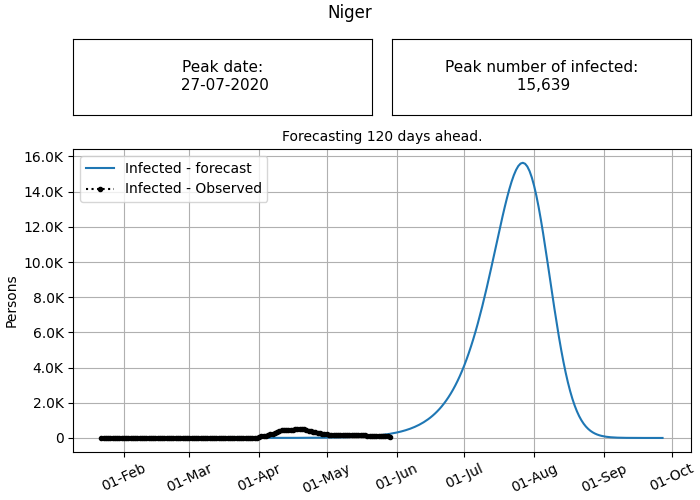 Niger
Peak date:
27-07-2020
Peak number of infected:
15,639
Forecasting 120 days ahead.
Infected - forecast
Infected - Observed
Persons
16.0K
14.0K
12.0K
10.0K
8.0K
6.0K
4.0K
2.0K
0
01-Feb
01-Mar
01-Apr
01-May
01-Jun
01-Jul
01-Aug
01-Sep
01-Oct